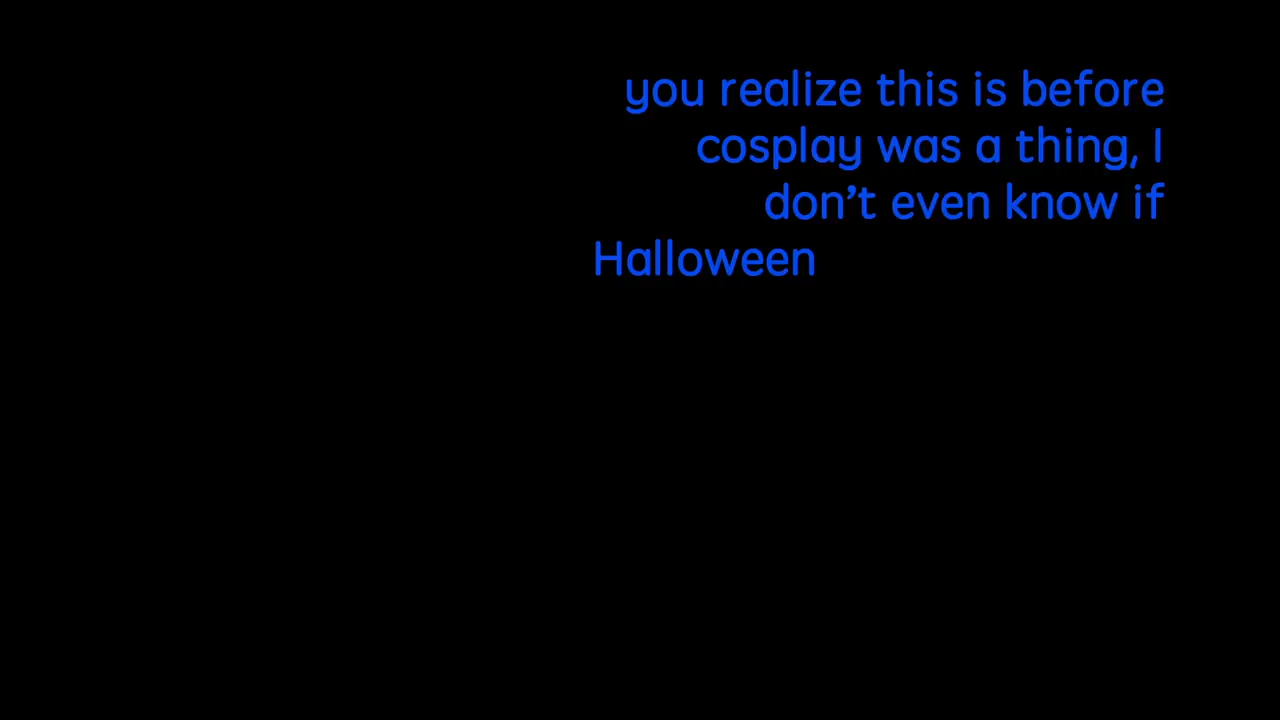 you realize this is before
cosplay was a thing, I
don’t even know if
Halloween